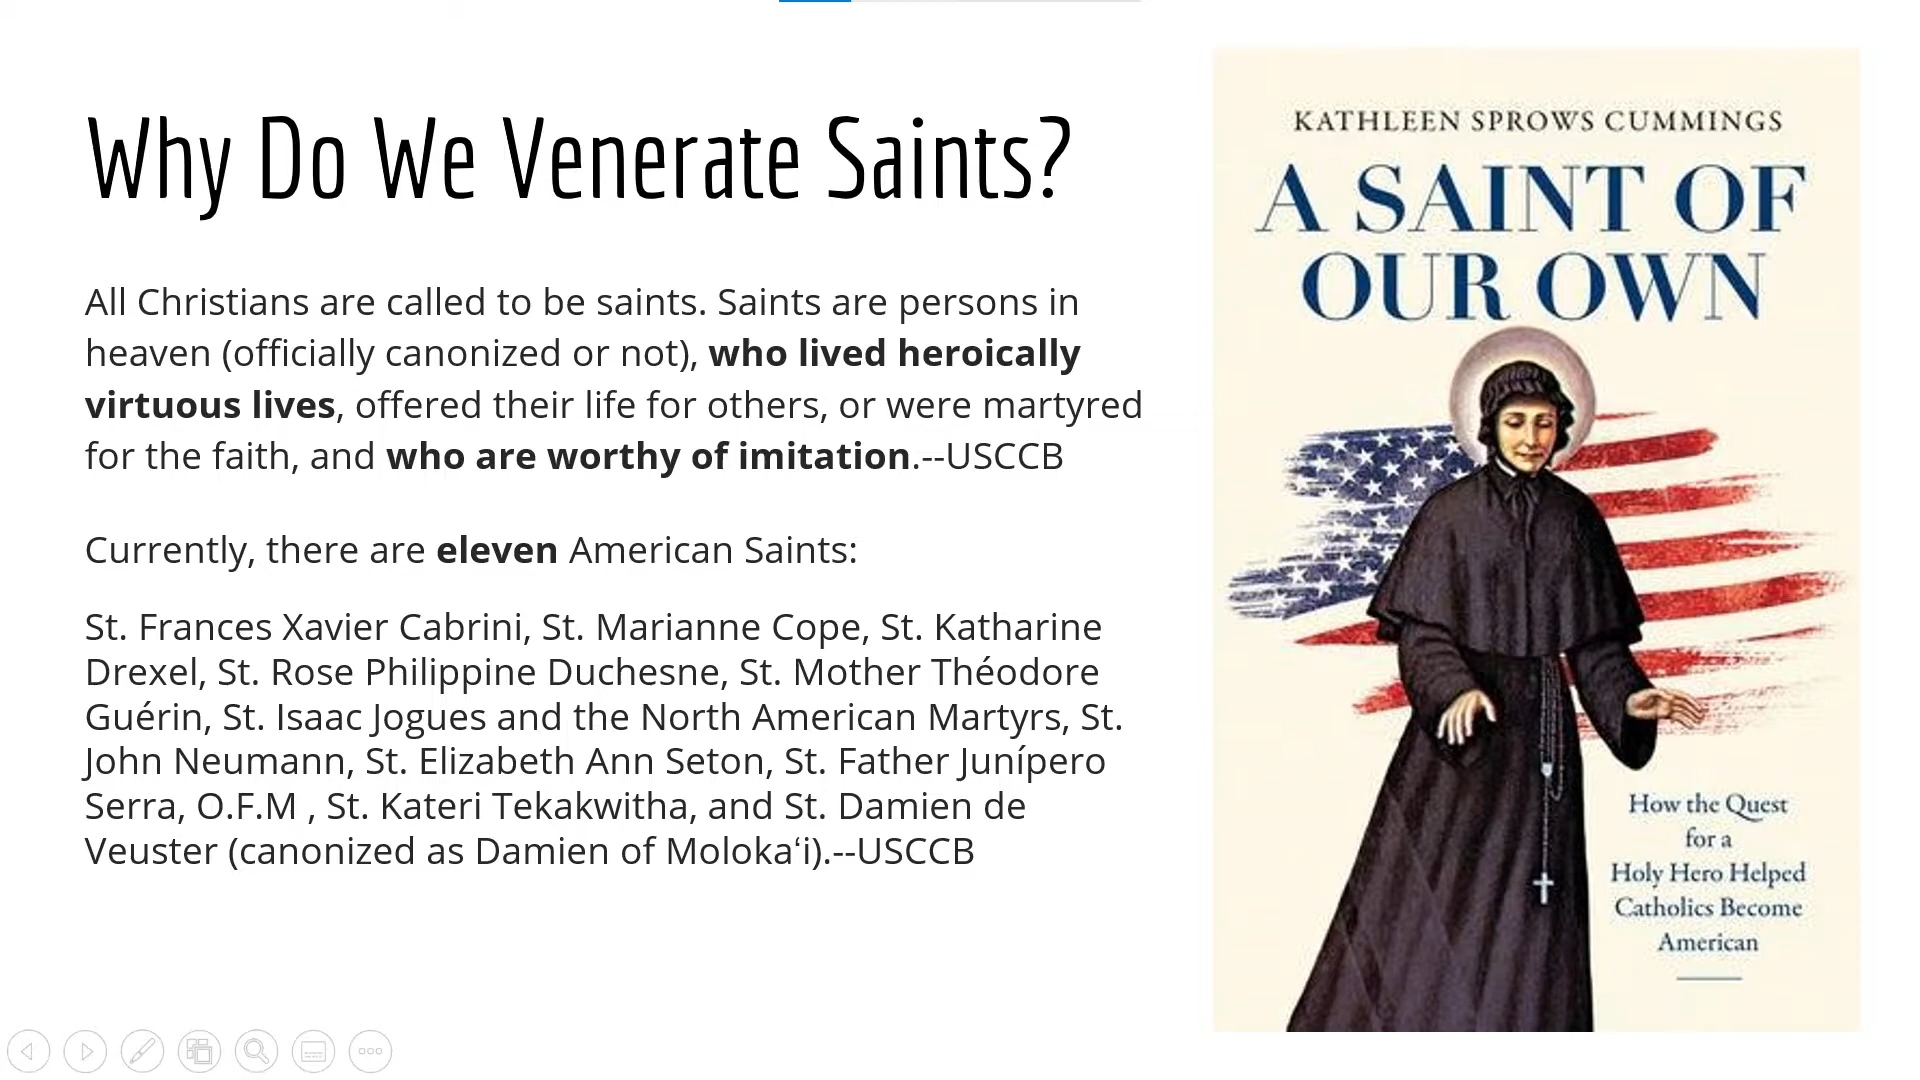 Why Do We Venerate Saints?
All Christians are called to be saints. Saints are persons in
heaven (officially canonized or not), who lived heroically
virtuous lives, offered their life for others, or were martyred
for the faith, and who are worthy of imitation.--USCCB
Currently, there are eleven American Saints:
St. Frances Xavier Cabrini, St. Marianne Cope, St. Katharine
Drexel, St. Rose Philippine Duchesne, St. Mother Théodore
Guérin, St. Isaac Jogues and the North American Martyrs, St.
John Neumann, St. Elizabeth Ann Seton, St. Father Junípero
Serra, O.F.M , St. Kateri Tekakwitha, and St. Damien de
Veuster (canonized as Damien of Molokaʻi).--USCCB
KATHLEEN SPROWS CUMMINGS
A SAINT OF
OUR OWN
How the Quest
for a
Holy Hero Helped
Catholics Become
American